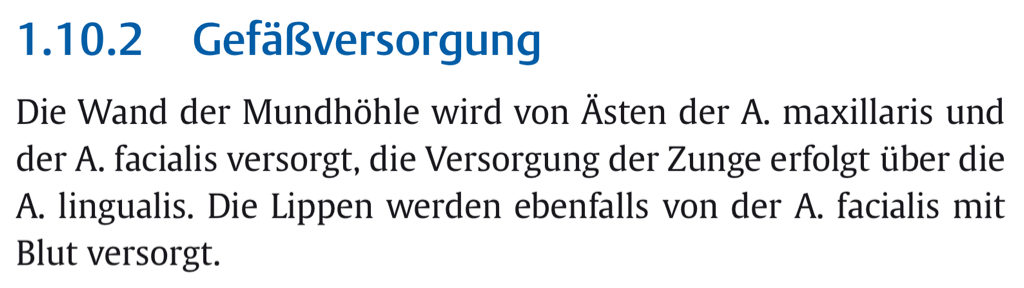 1.10.2 Gefäßversorgung
Die Wand der Mundhöhle wird von Ästen der A. maxillaris und
der A. facialis versorgt, die Versorgung der Zunge erfolgt über die
A. lingualis. Die Lippen werden ebenfalls von der A. facialis mit
Blut versorgt.